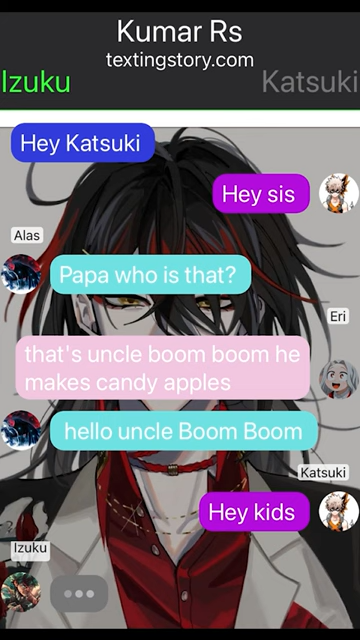 Kumar Rs
textingstory.com
Izuku
Katsuki
Hey Katsuki
Hey sis
Alas
Papa who is that?
Eri
that's uncle boom boom he
makes candy apples
hello uncle Boom Boom
Katsuki
Hey kids
Izuku